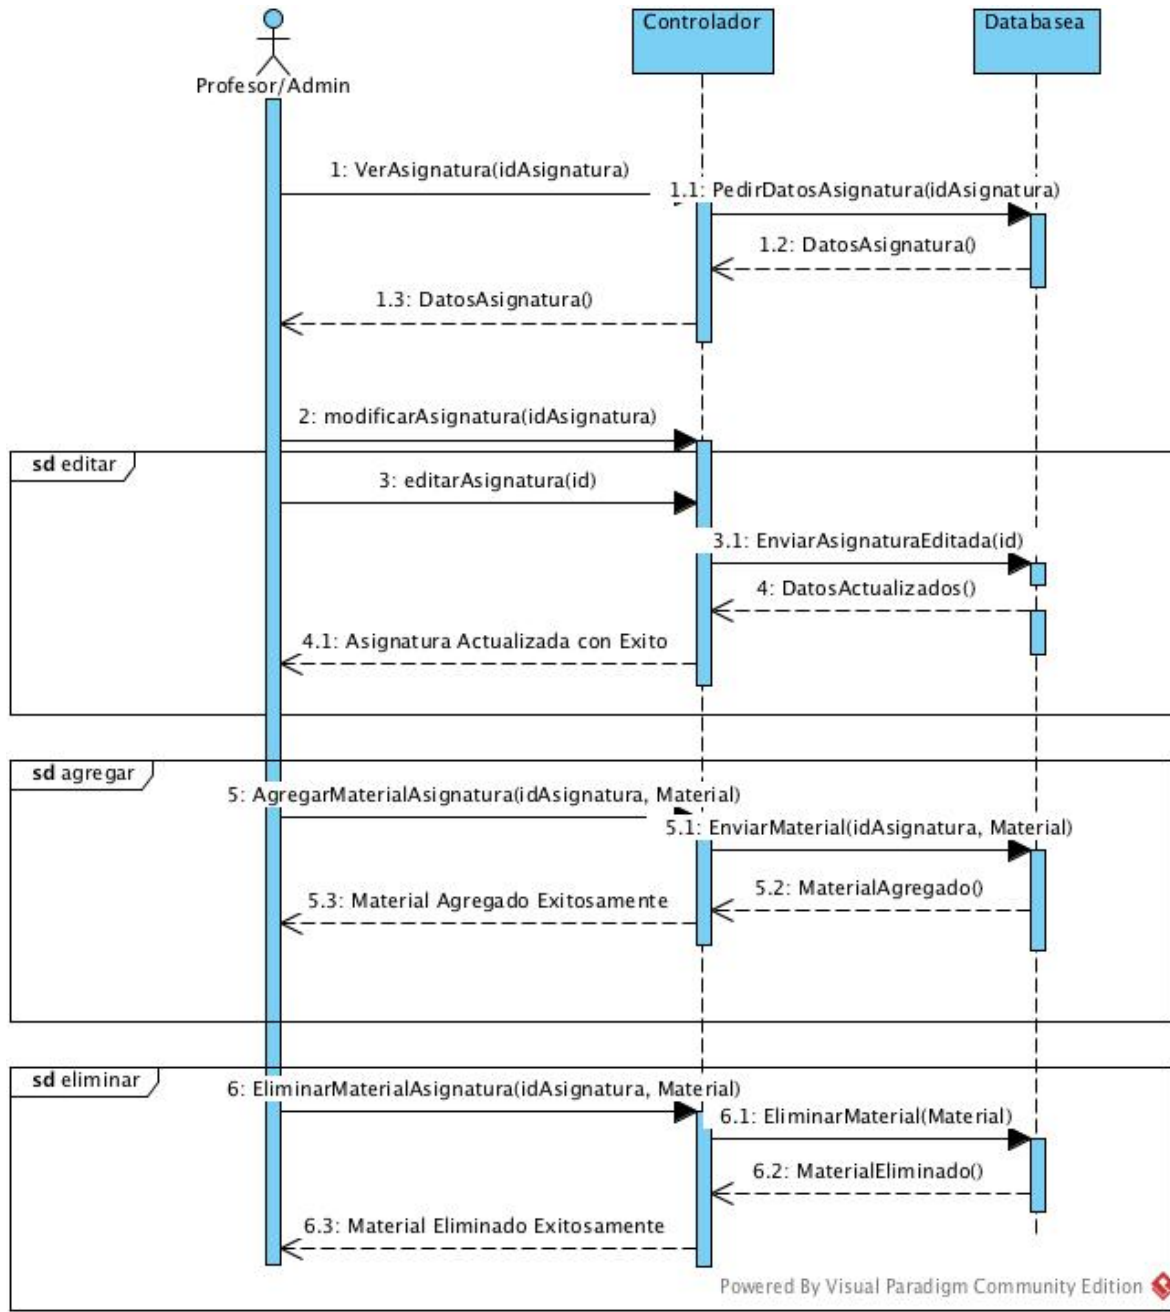 Controlador
Databasea
Profesor/Admin
1: VerAsignatura(idAsignatura)
1.1: PedirDatosAsignatura(idAsignatura)
1.2: DatosAsignatura()
1.3: DatosAsignatura()
2: modificarAsignatura(idAsignatura)
sd editar
3: editarAsignatura(id)
3.1: EnviarAsignaturaEditada(id)
4: DatosActualizados()
4.1: Asignatura Actualizada con Exito
sd agregar
5: AgregarMaterialAsignatura(idAsignatura, Material)
5.1: EnviarMaterial(idAsignatura, Material)
5.2: MaterialAgregado()
5.3: Material Agregado Exitosamente
sd eliminar
6: EliminarMaterialAsignatura(idAsignatura, Material)
6.1: EliminarMaterial(Material)
6.2: MaterialEliminado()
6.3: Material Eliminado Exitosamente
Powered By Visual Paradigm Community Edition